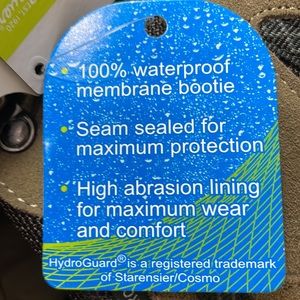 • 100% waterproof
membrane bootie
• Seam sealed for
maximum protection
• High abrasion lining
for maximum wear
and comfort
HydroGuard® is a registered trademark
of Starensier/Cosmo